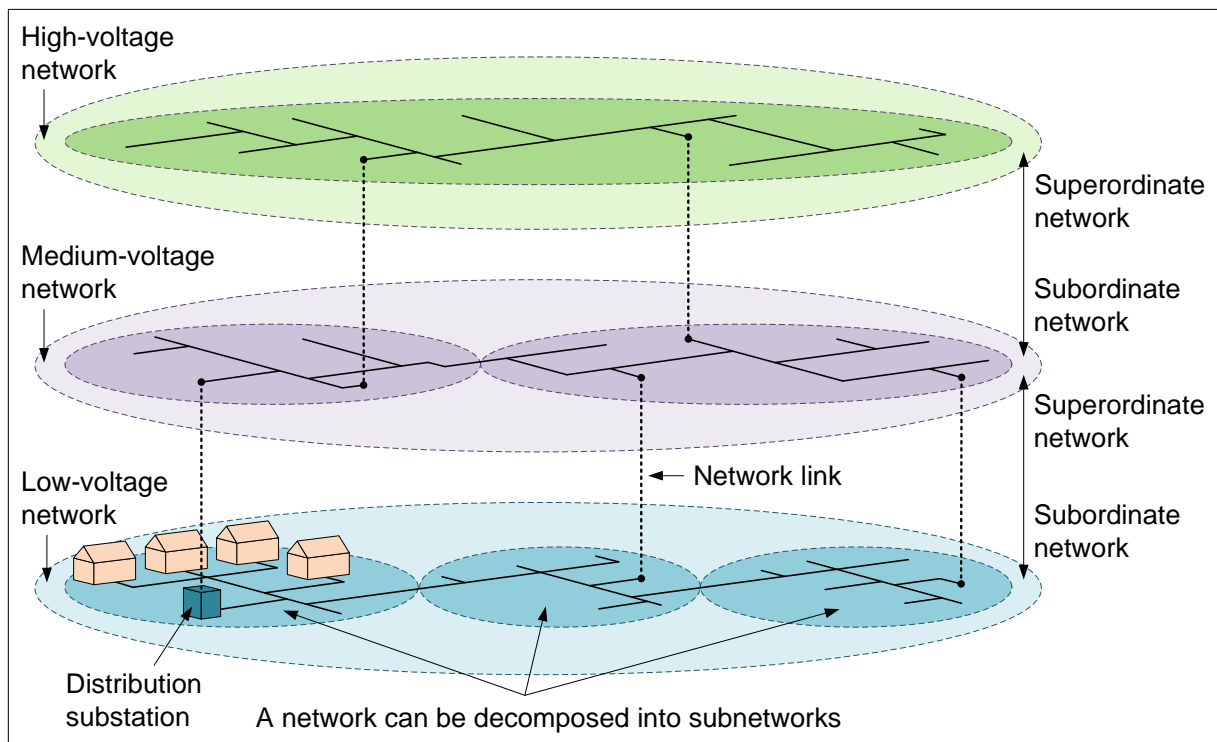 High-voltage
network
Superordinate
network
Medium-voltage
network
Subordinate
network
Superordinate
network
Network link
Low-voltage
network
Subordinate
network
Distribution
substation
A network can be decomposed into subnetworks